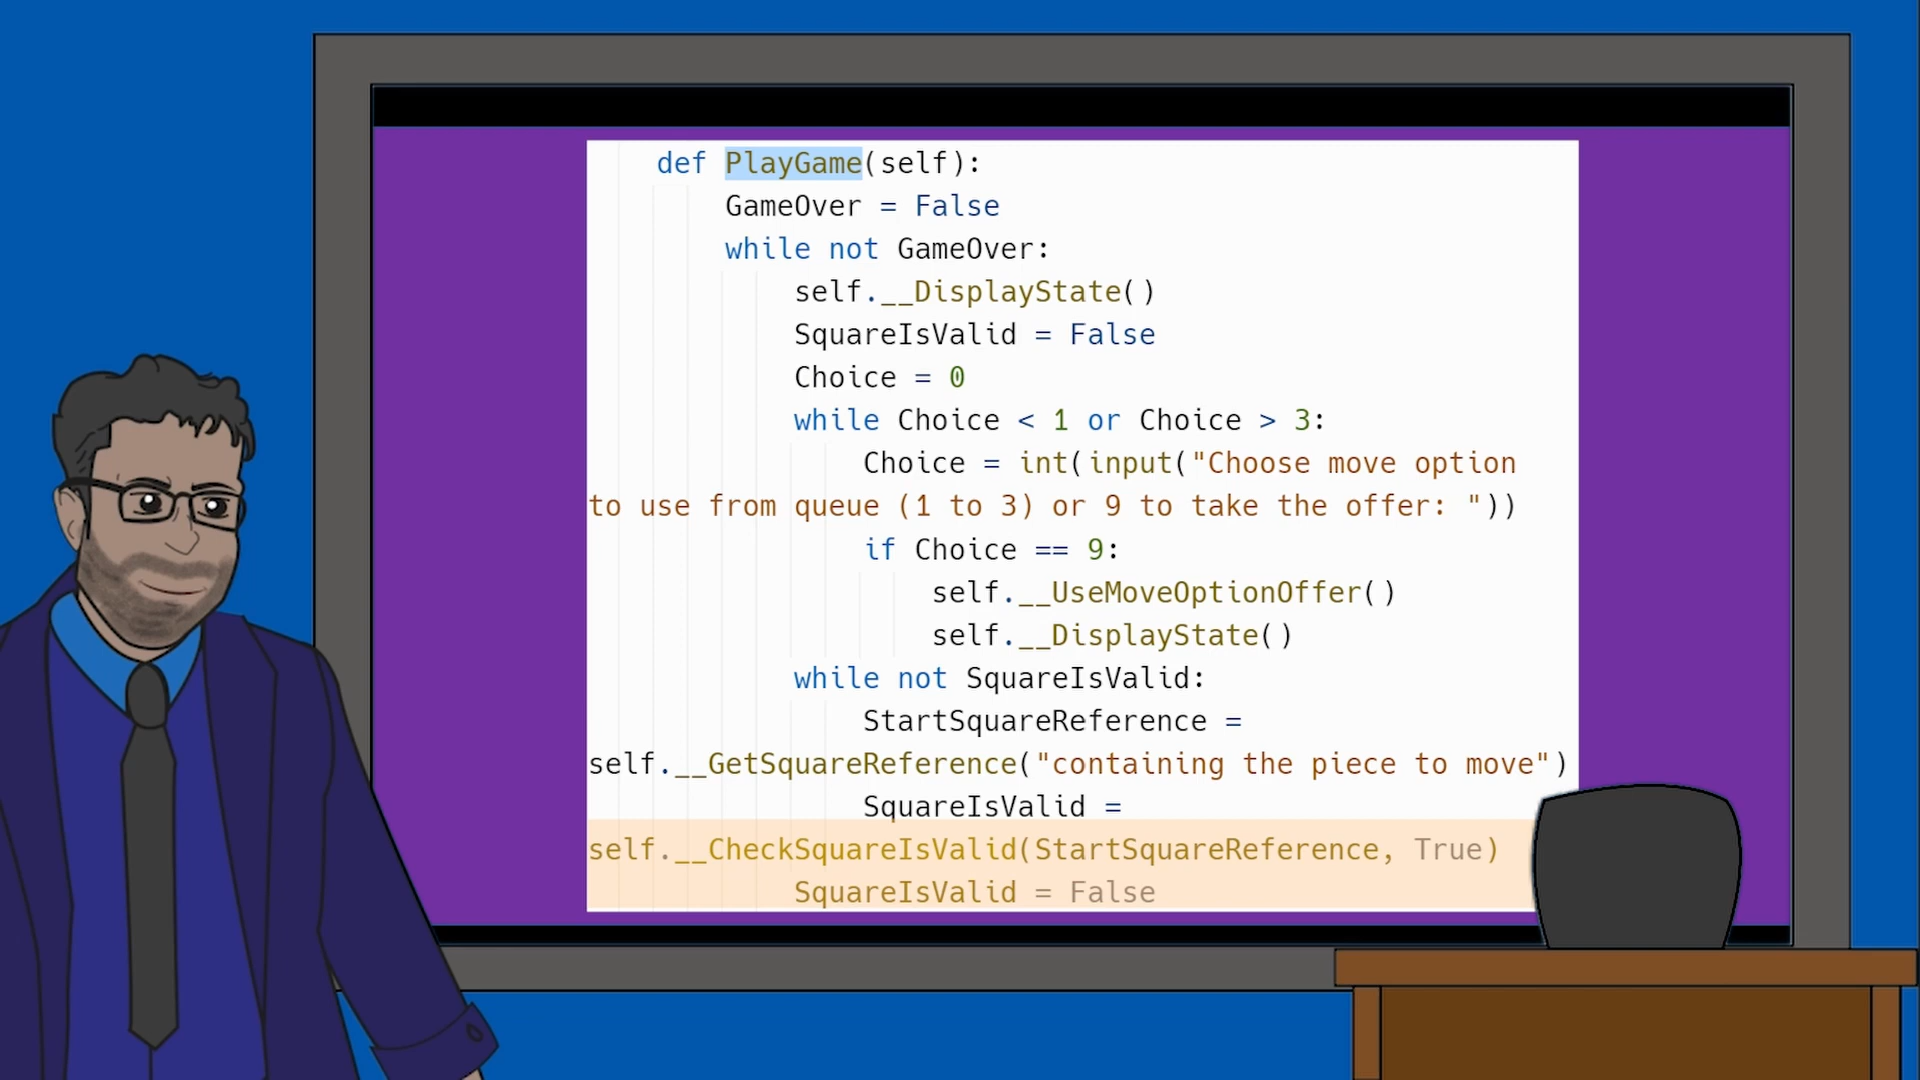 def PlayGame(self):
GameOver = False
while not GameOver:
self.__DisplayState()
SquareIsValid = False
Choice = 0
while Choice < 1 or Choice > 3:
Choice = int(input("Choose move option
to use from queue (1 to 3) or 9 to take the offer: "))
if Choice == 9:
self.__UseMoveOptionOffer()
self.__DisplayState()
while not SquareIsValid:
StartSquareReference =
self.__GetSquareReference("containing the piece to move")
SquareIsValid =
self.__CheckSquareIsValid(StartSquareReference, True)
SquareIsValid = False